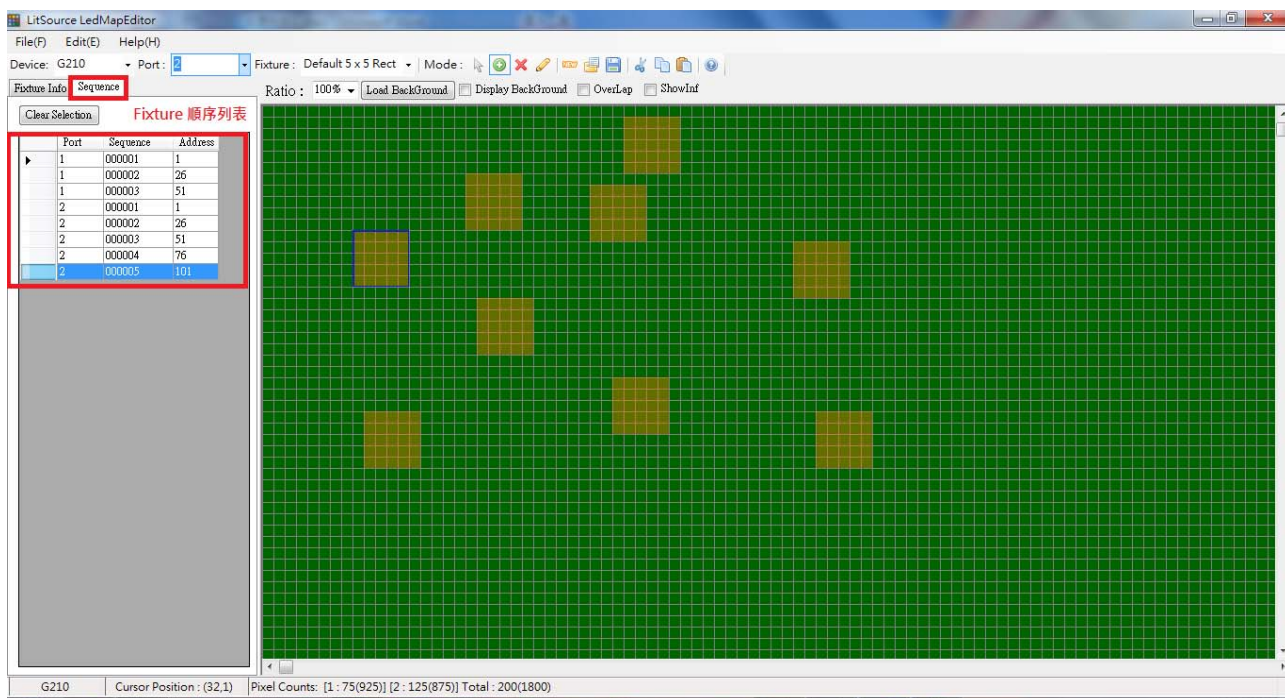 LitSource LedMapEditor
File(F) Edit(E) Help(H)
Device: G210 Port: 2 Fixture: Default 5 x 5 Rect Mode:
Fixture Info Sequence Ratio: 100% Load BackGround Display BackGround OverLap ShowInf
Clear Selection Fixture 順序列表
Port Sequence Address
1 000001 1
1 000002 26
1 000003 51
2 000001 1
2 000002 26
2 000003 51
2 000004 76
2 000005 101
G210 Cursor Position : (32,1) Pixel Counts: [1 : 75(925)] [2 : 125(875)] Total : 200(1800)